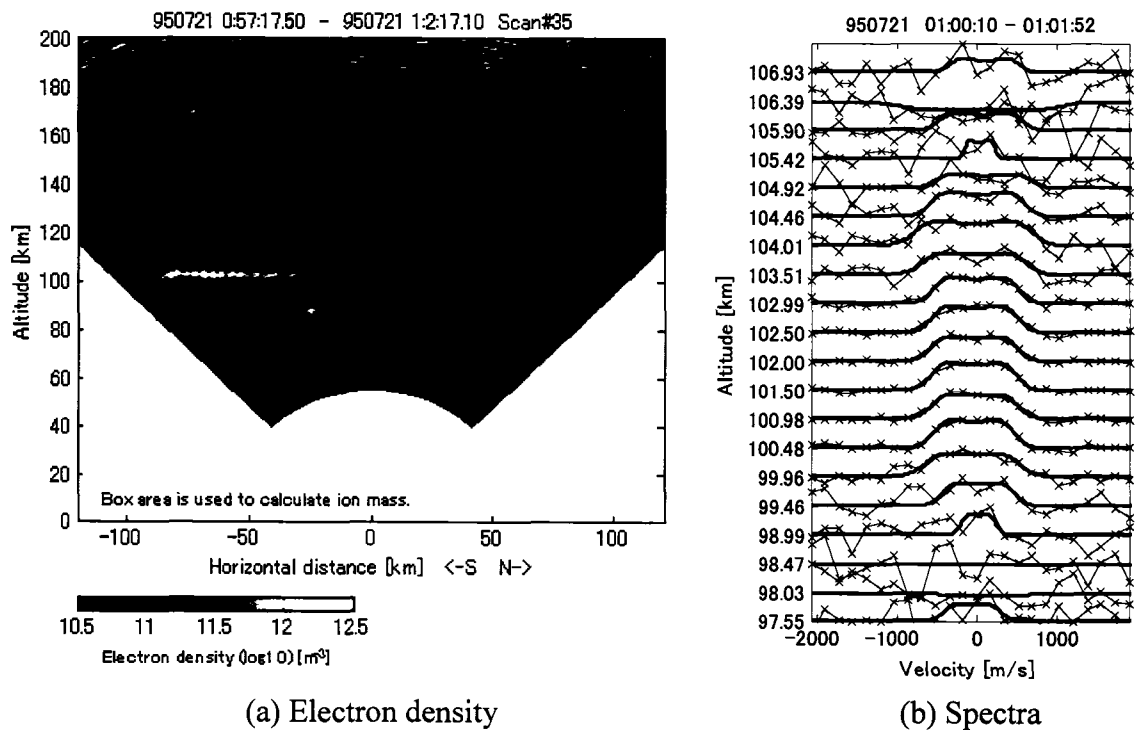 950721 0:57:17.50 - 950721 1:2:17.10 Scan#35
200
180
160
140
120
100
80
60
40
20
0
Altitude [km]
Box area is used to calculate ion mass.
-100 -50 0 50 100
Horizontal distance [km] <-S N->
10.5 11 11.5 12 12.5
Electron density (log10) [m³]
(a) Electron density
950721 01:00:10 - 01:01:52
106.93
106.39
105.90
105.42
104.92
104.46
104.01
103.51
102.99
102.50
102.00
101.50
100.98
100.48
99.96
99.46
98.99
98.47
98.03
97.55
Altitude [km]
-2000 -1000 0 1000
Velocity [m/s]
(b) Spectra